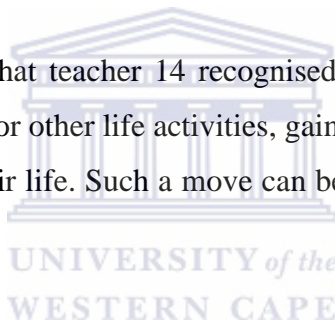 hat teacher 14 recognised
or other life activities, gain
ir life. Such a move can be
UNIVERSITY of the
WESTERN CAPE